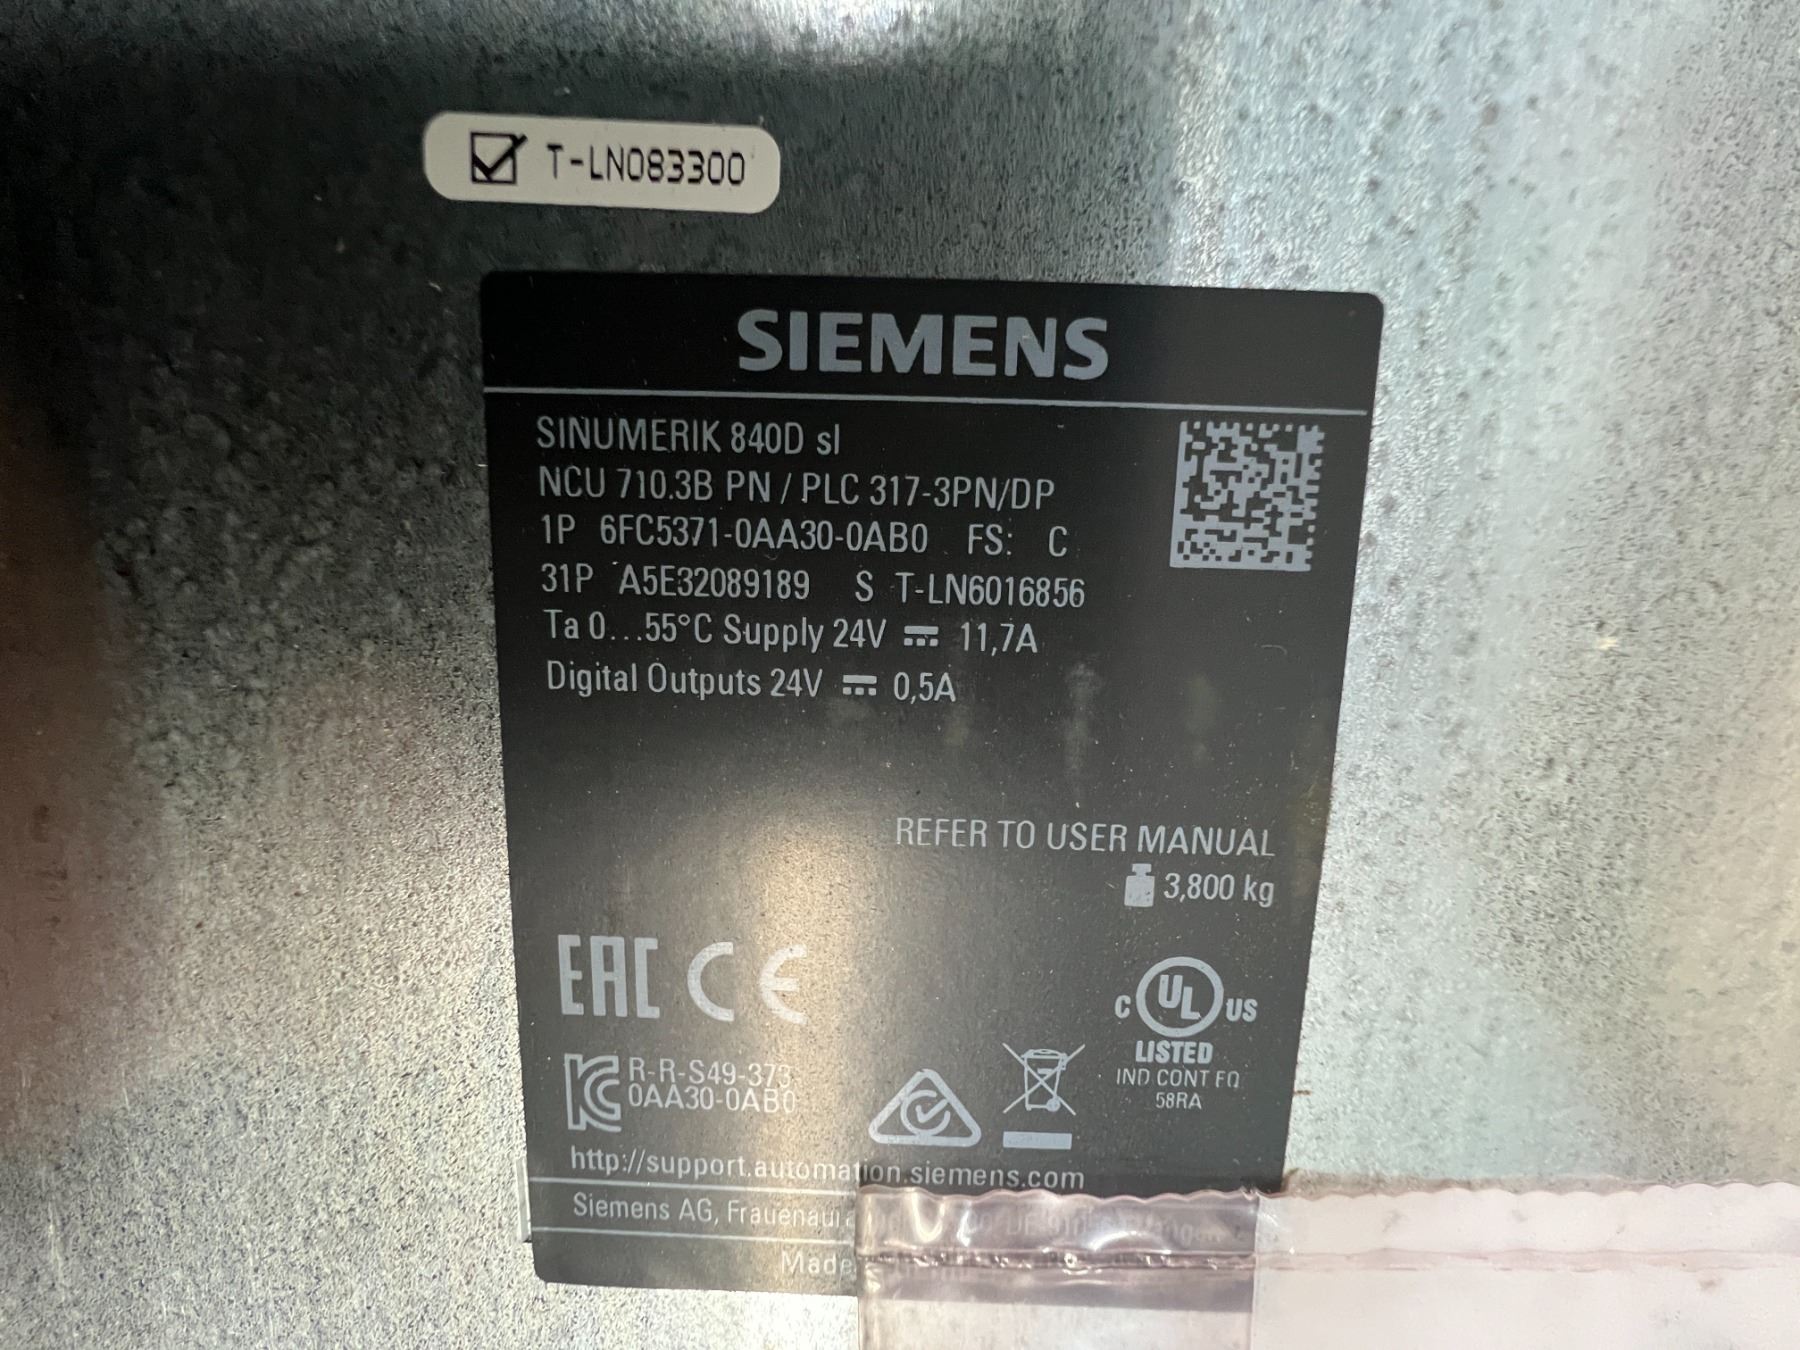 T-LN083300
SIEMENS
SINUMERIK 840D sl
NCU 710.3B PN / PLC 317-3PN/DP
1P 6FC5371-0AA30-0AB0 FS: C
31P A5E32089189 S T-LN6016856
Ta 0...55°C Supply 24V ⎓ 11,7A
Digital Outputs 24V ⎓ 0,5A
REFER TO USER MANUAL
3,800 kg
EAC CE
C UL US
LISTED
IND CONT EQ
58RA
KC R-R-S49-373
0AA30-0AB0
http://support.automation.siemens.com
Siemens AG,
Made